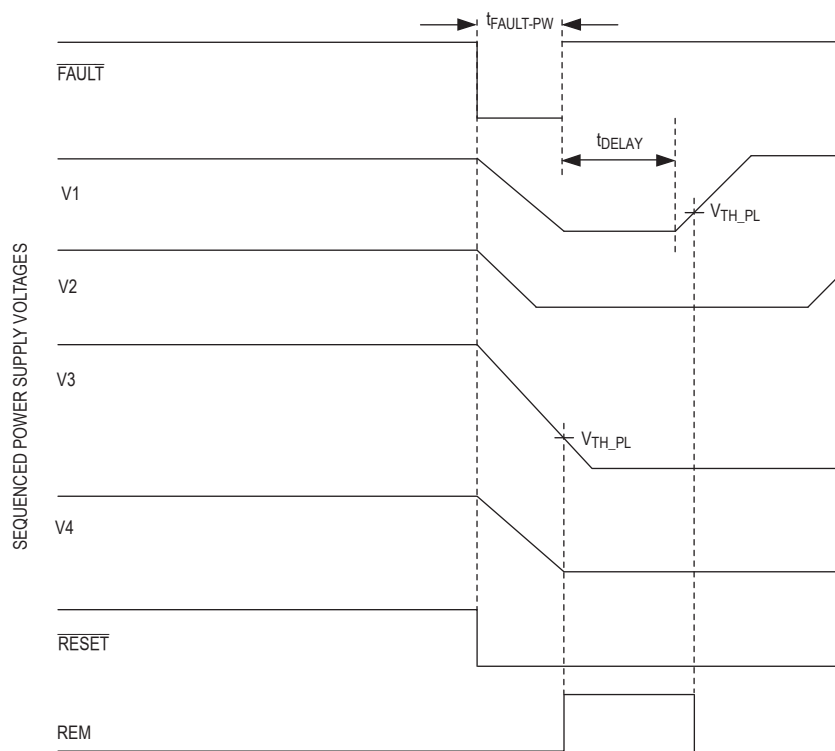 tFAULT-PW
FAULT
tDELAY
V1
VTH_PL
V2
V3
VTH_PL
V4
RESET
REM
SEQUENCED POWER SUPPLY VOLTAGES